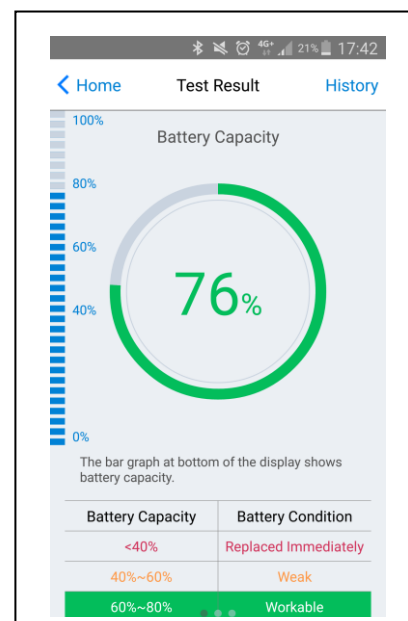 4G+ 21% 17:42
Home Test Result History
100%
Battery Capacity
80%
60%
76%
40%
0%
The bar graph at bottom of the display shows
battery capacity.
Battery Capacity Battery Condition
<40% Replaced Immediately
40%~60% Weak
60%~80% Workable